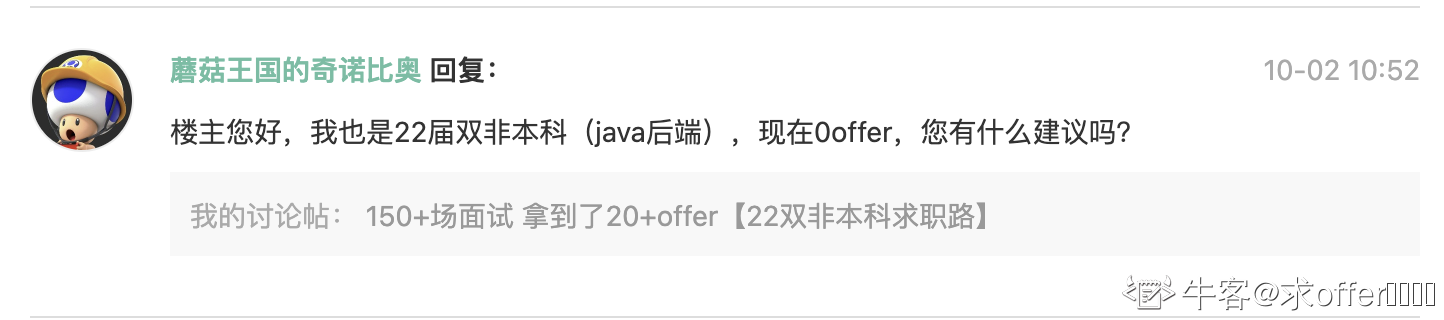 蘑菇王国的奇诺比奥 回复： 10-02 10:52
楼主您好，我也是22届双非本科（java后端），现在0offer，您有什么建议吗？
我的讨论帖： 150+场面试 拿到了20+offer【22双非本科求职路】
牛客@求offer